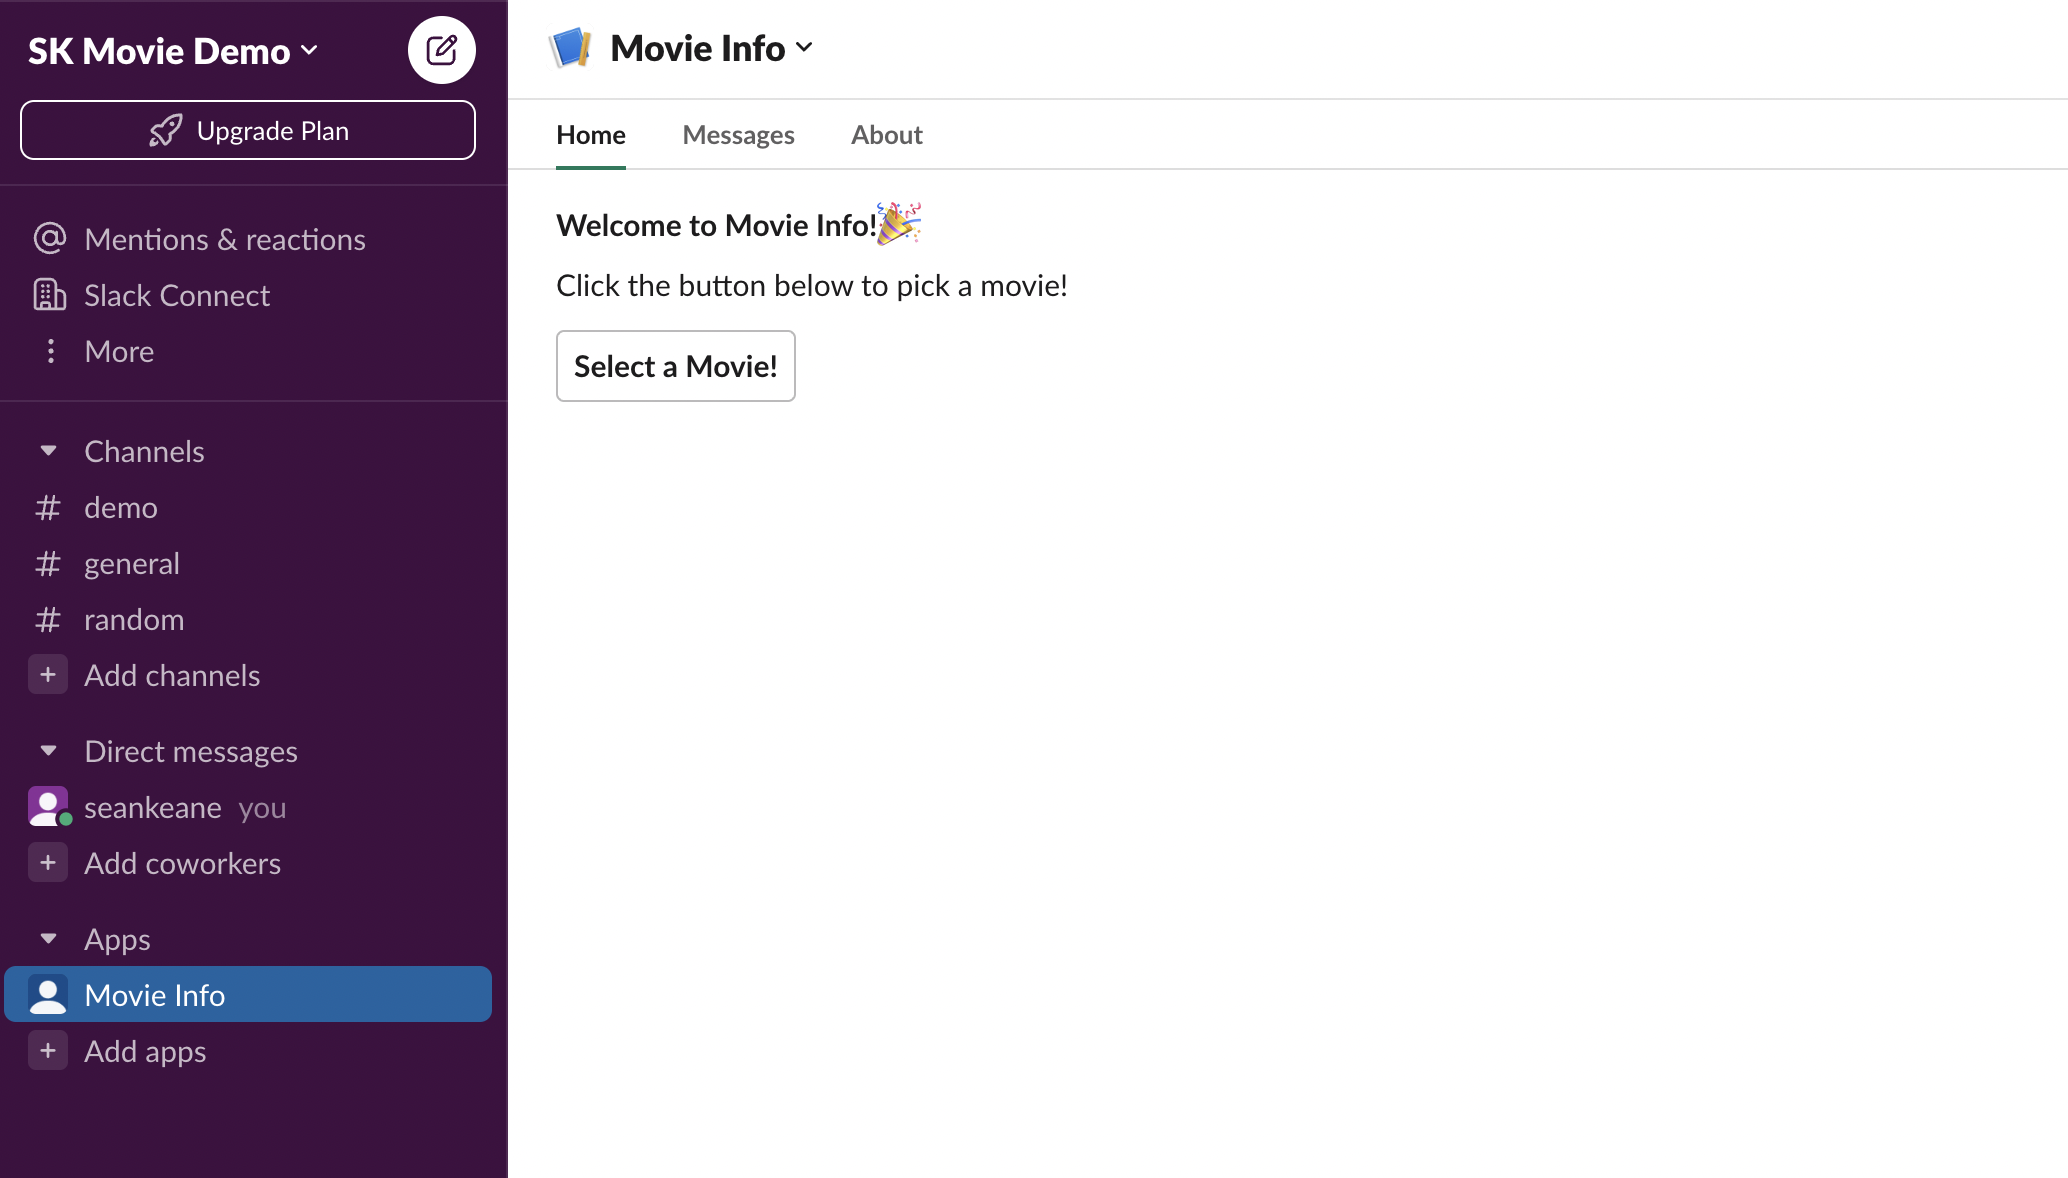 SK Movie Demo
Upgrade Plan
Mentions & reactions
Slack Connect
More
Channels
# demo
# general
# random
+ Add channels
Direct messages
seankeane you
+ Add coworkers
Apps
Movie Info
+ Add apps
Movie Info
Home Messages About
Welcome to Movie Info!🎉
Click the button below to pick a movie!
Select a Movie!